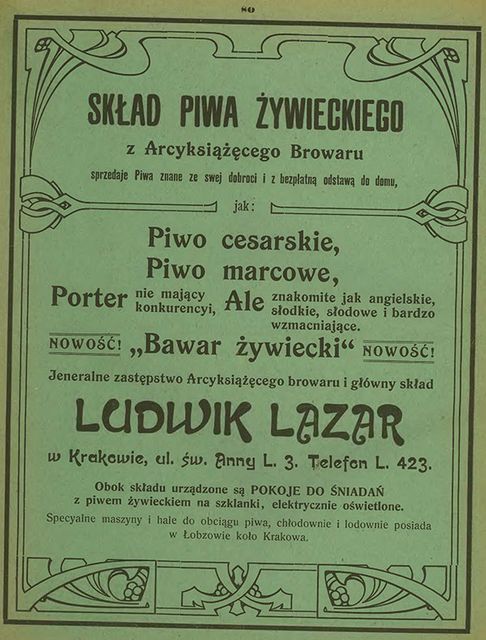 80
SKŁAD PIWA ŻYWIECKIEGO
z Arcyksiążęcego Browaru
sprzedaje Piwa znane ze swej dobroci i z bezpłatną odstawą do domu,
jak:
Piwo cesarskie,
Piwo marcowe,
Porter nie mający konkurencyi, Ale znakomite jak angielskie, słodkie, słodowe i bardzo wzmacniające.
NOWOŚĆ! „Bawar żywiecki“ NOWOŚĆ!
Jeneralne zastępstwo Arcyksiążęcego browaru i główny skład
LUDWIK LAZAR
w Krakowie, ul. św. Anny L. 3. Telefon L. 423.
Obok składu urządzone są POKOJE DO ŚNIADAŃ
z piwem żywieckiem na szklanki, elektrycznie oświetlone.
Specyalne maszyny i hale do obciągu piwa, chłodownie i lodownie posiada
w Łobzowie koło Krakowa.